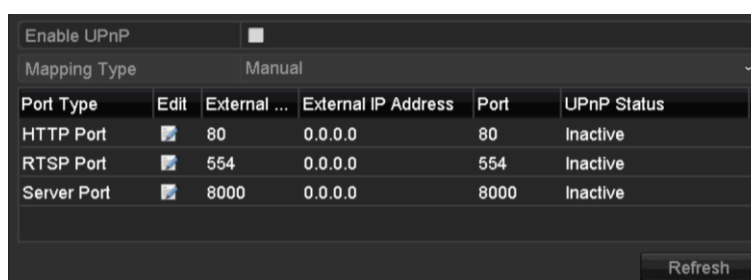 Enable UPnP
Mapping Type Manual
Port Type Edit External ... External IP Address Port UPnP Status
HTTP Port 80 0.0.0.0 80 Inactive
RTSP Port 554 0.0.0.0 554 Inactive
Server Port 8000 0.0.0.0 8000 Inactive
Refresh